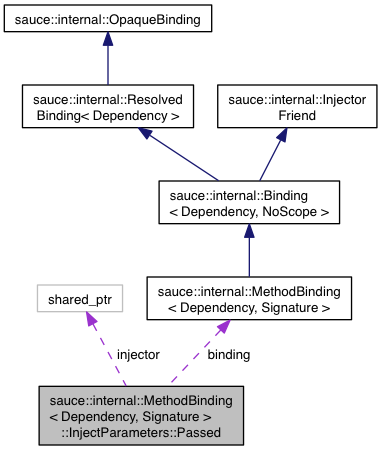 sauce::internal::OpaqueBinding
sauce::internal::Resolved
Binding< Dependency >
sauce::internal::Injector
Friend
sauce::internal::Binding
< Dependency, NoScope >
shared_ptr
sauce::internal::MethodBinding
< Dependency, Signature >
injector
binding
sauce::internal::MethodBinding
< Dependency, Signature >
::InjectParameters::Passed